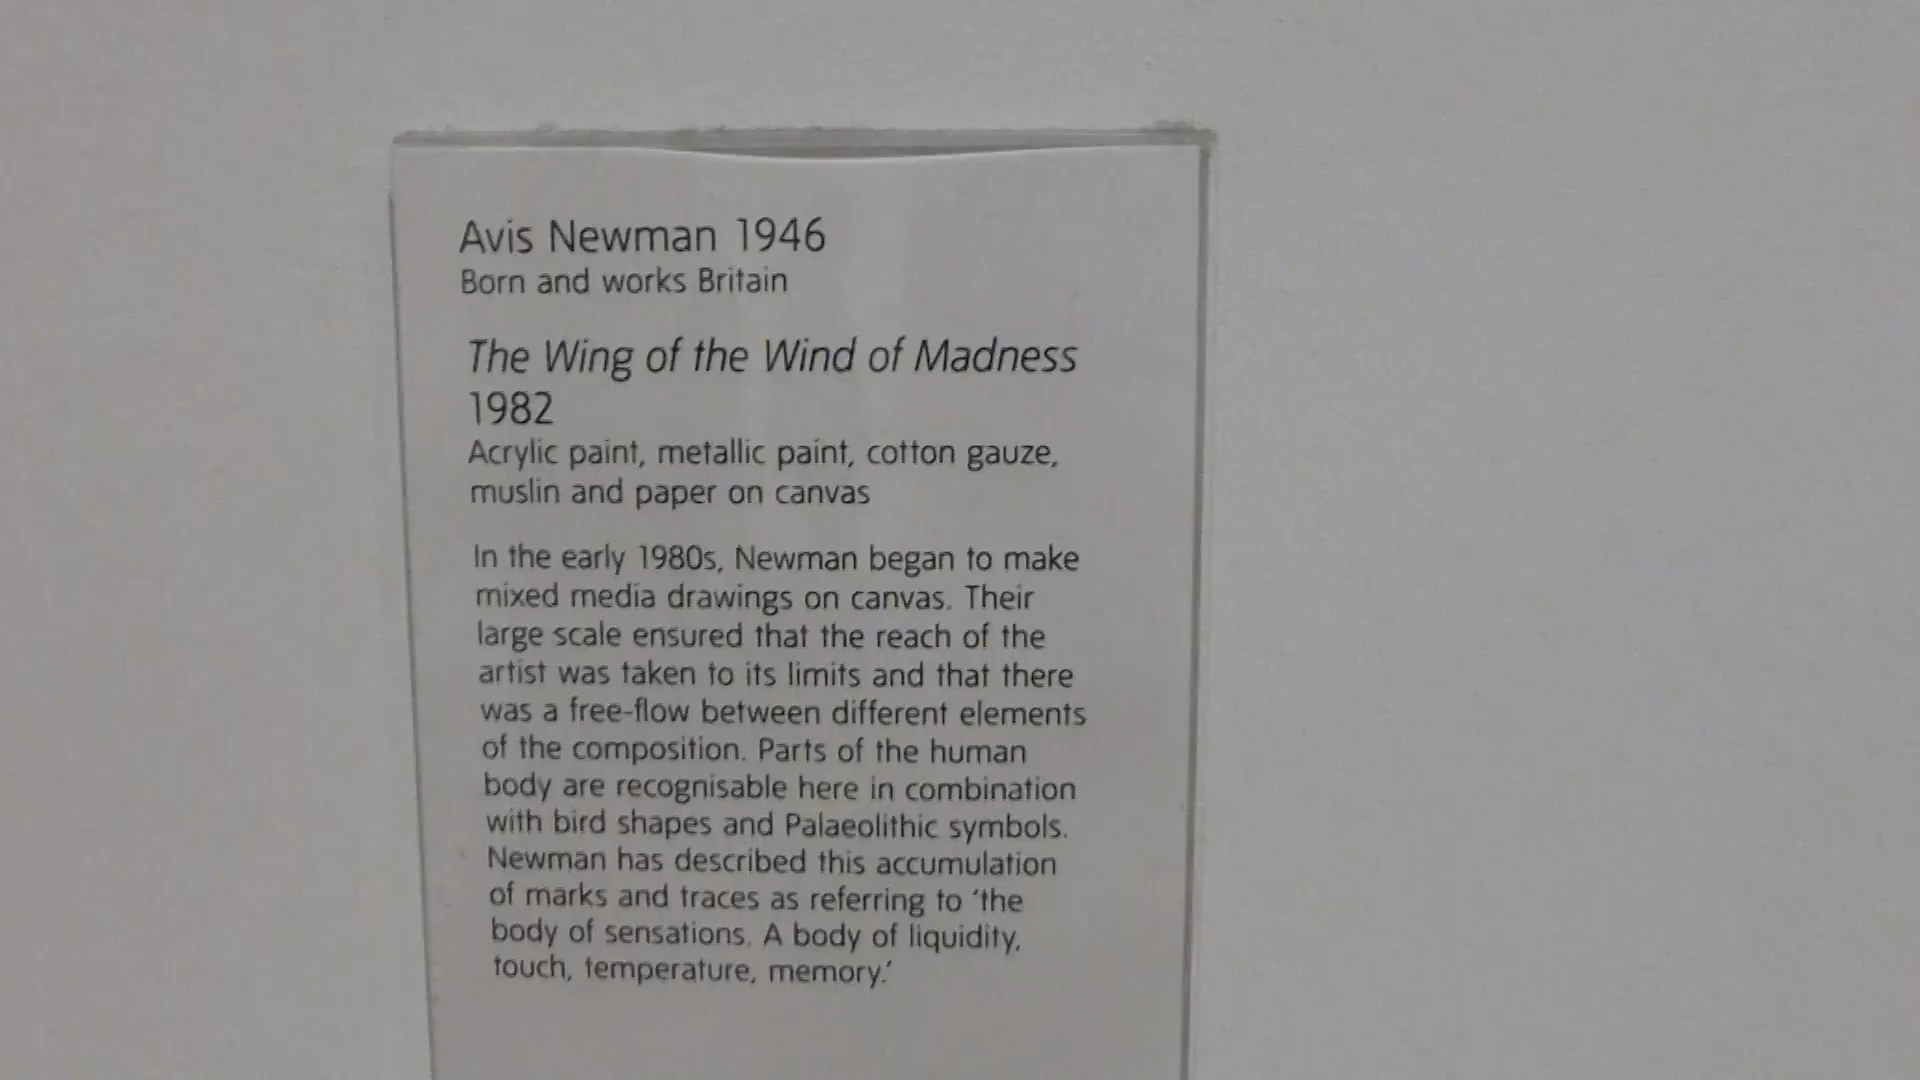 Avis Newman 1946
Born and works Britain
The Wing of the Wind of Madness
1982
Acrylic paint, metallic paint, cotton gauze,
muslin and paper on canvas
In the early 1980s, Newman began to make
mixed media drawings on canvas. Their
large scale ensured that the reach of the
artist was taken to its limits and that there
was a free-flow between different elements
of the composition. Parts of the human
body are recognisable here in combination
with bird shapes and Palaeolithic symbols.
Newman has described this accumulation
of marks and traces as referring to ‘the
body of sensations. A body of liquidity,
touch, temperature, memory.’